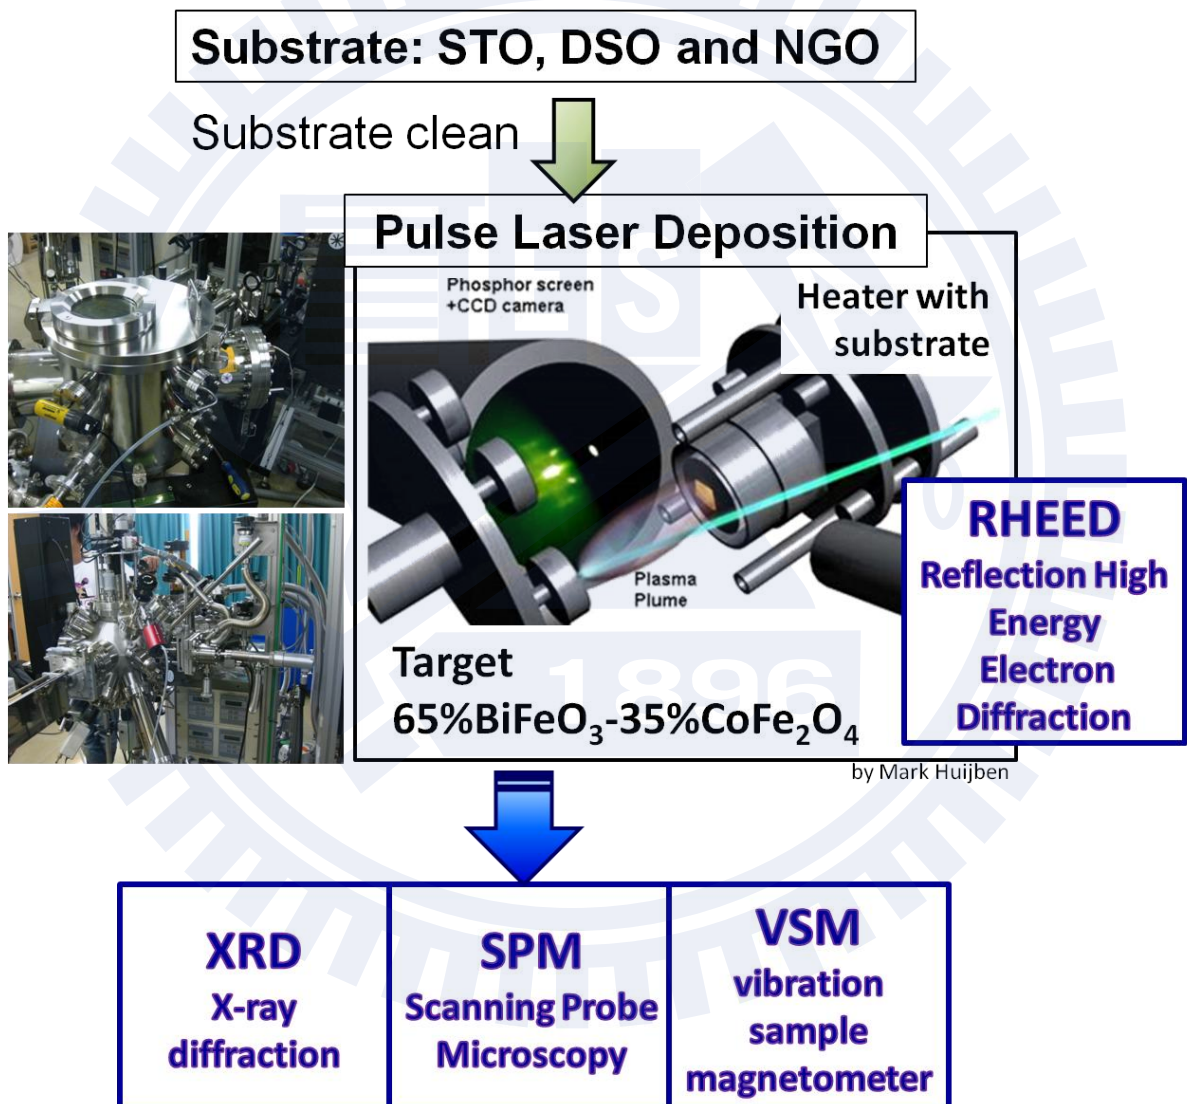 Substrate: STO, DSO and NGO
Substrate clean
Pulse Laser Deposition
Phosphor screen
+CCD camera
Heater with
substrate
Plasma
Plume
RHEED
Reflection High
Energy
Electron
Diffraction
Target
65%BiFeO₃-35%CoFe₂O₄
by Mark Huijben
1896
XRD
X-ray
diffraction
SPM
Scanning Probe
Microscopy
VSM
vibration
sample
magnetometer